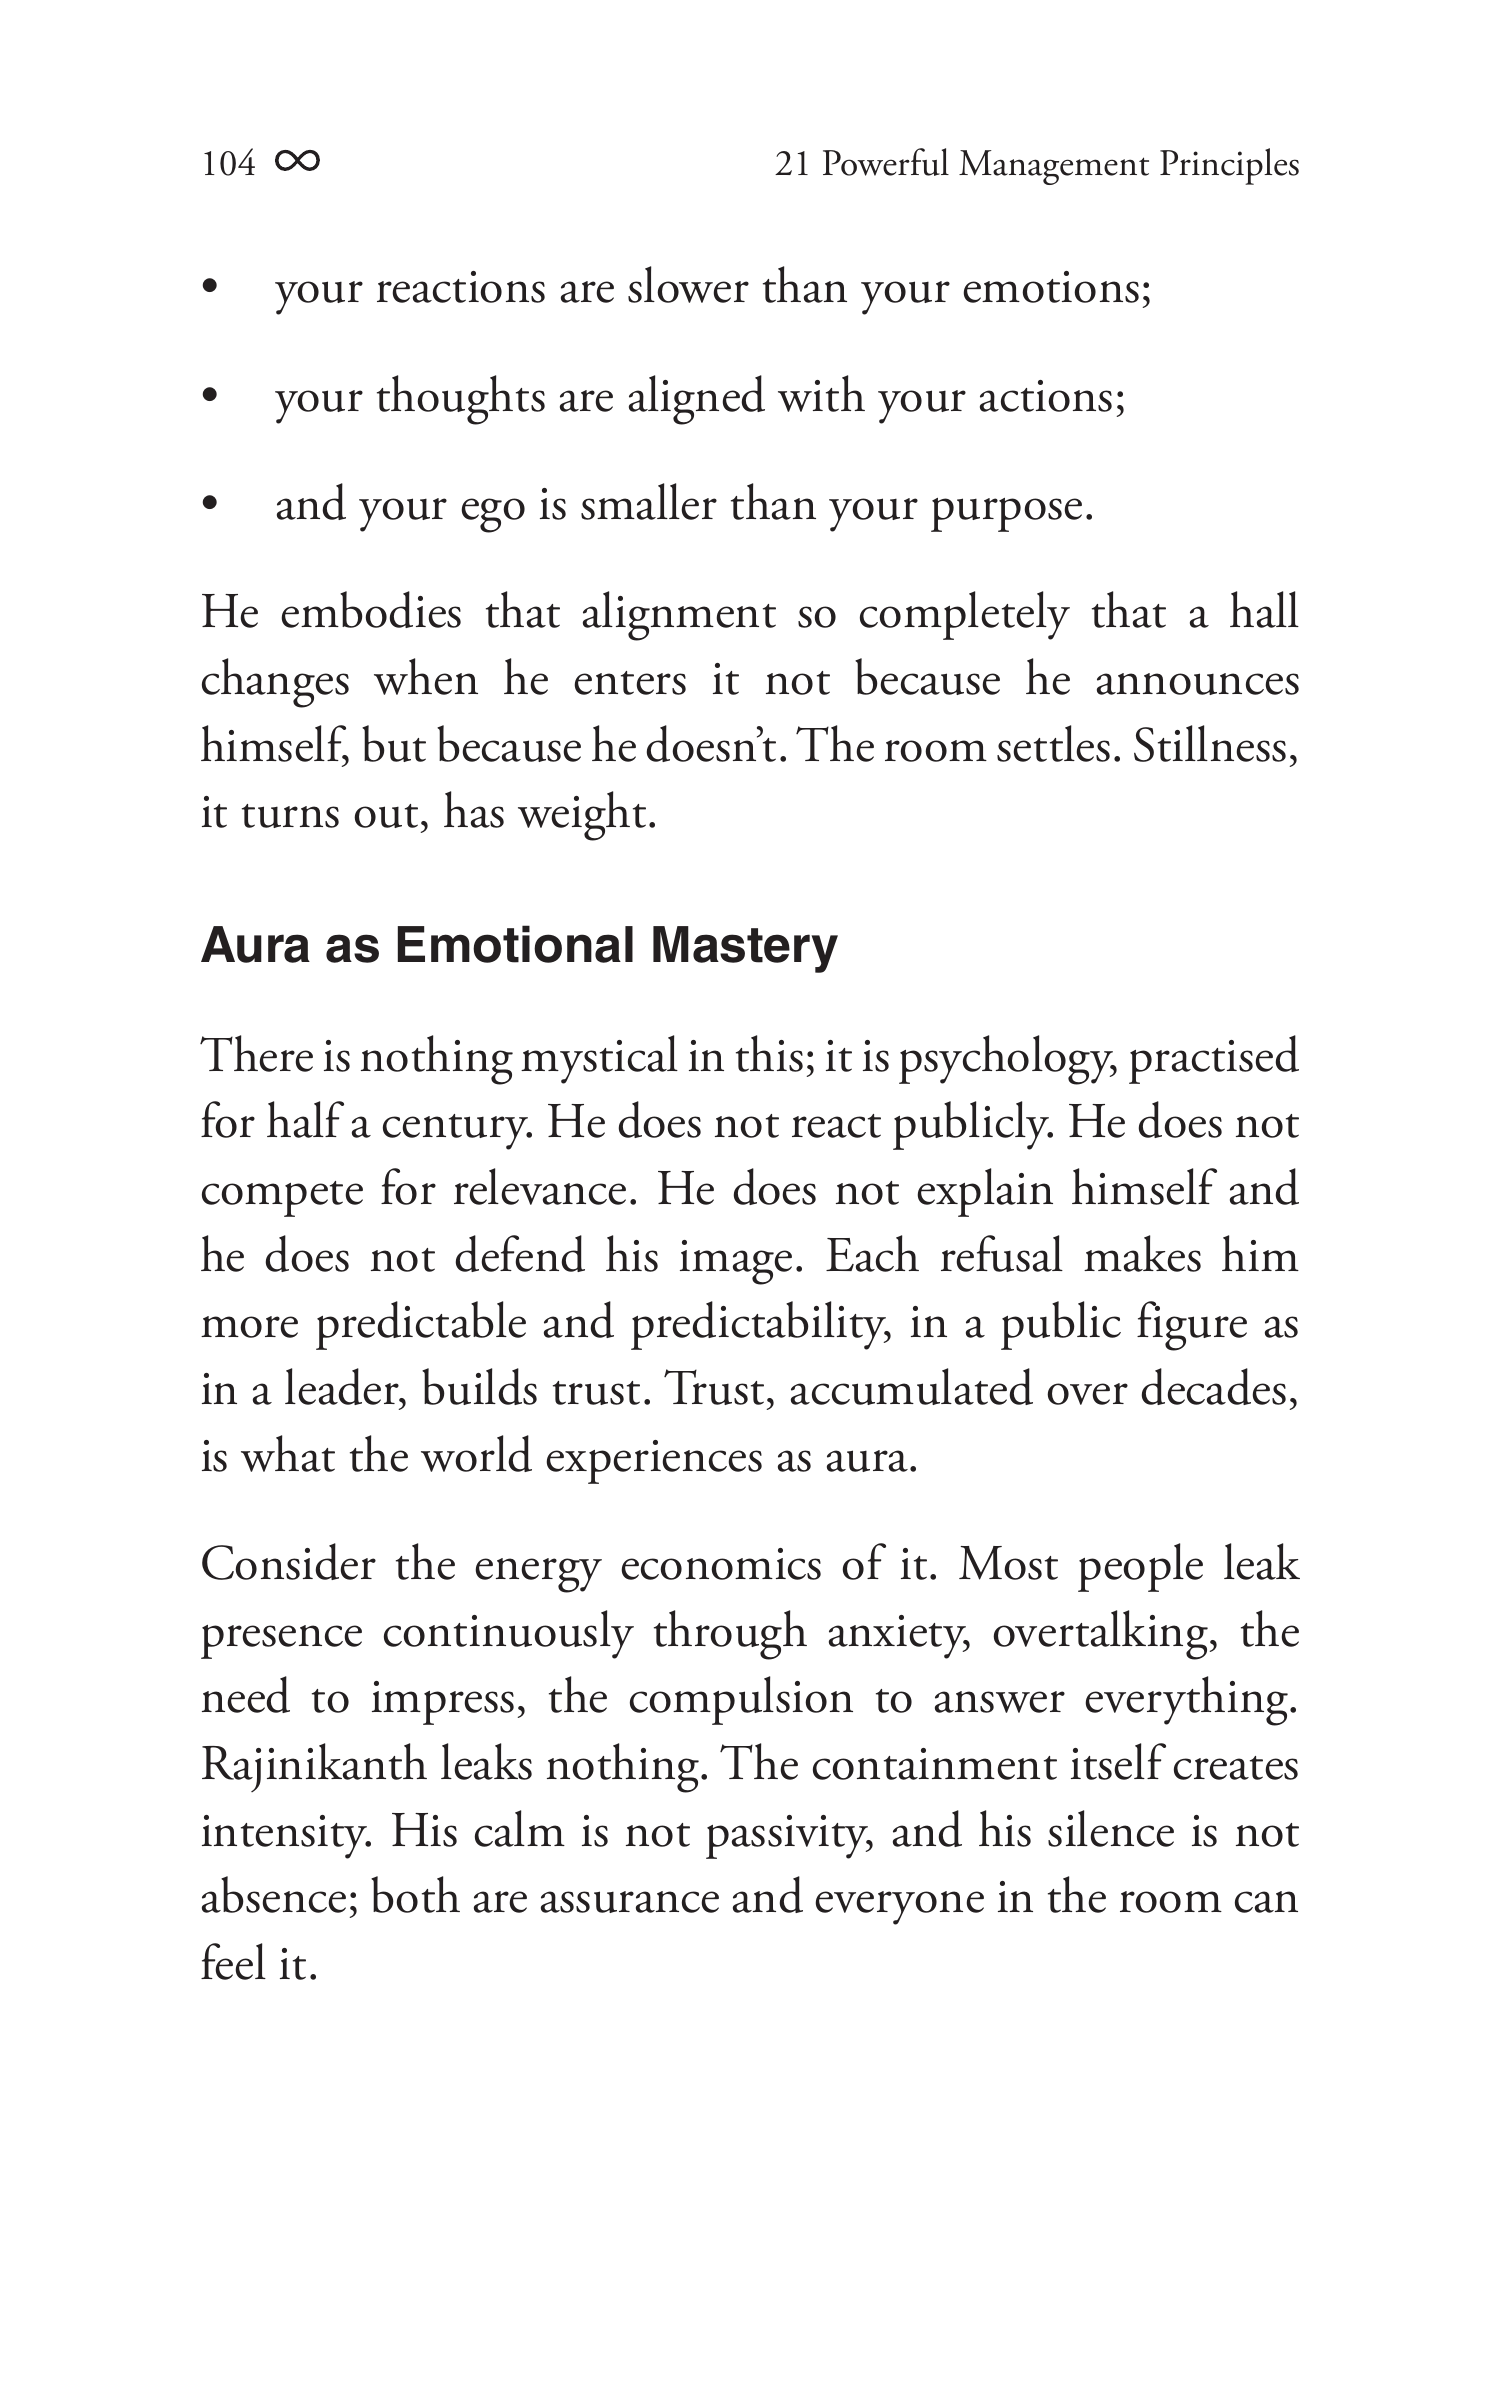 104 ∞ 21 Powerful Management Principles
• your reactions are slower than your emotions;
• your thoughts are aligned with your actions;
• and your ego is smaller than your purpose.
He embodies that alignment so completely that a hall
changes when he enters it not because he announces
himself, but because he doesn’t. The room settles. Stillness,
it turns out, has weight.
Aura as Emotional Mastery
There is nothing mystical in this; it is psychology, practised
for half a century. He does not react publicly. He does not
compete for relevance. He does not explain himself and
he does not defend his image. Each refusal makes him
more predictable and predictability, in a public figure as
in a leader, builds trust. Trust, accumulated over decades,
is what the world experiences as aura.
Consider the energy economics of it. Most people leak
presence continuously through anxiety, overtalking, the
need to impress, the compulsion to answer everything.
Rajinikanth leaks nothing. The containment itself creates
intensity. His calm is not passivity, and his silence is not
absence; both are assurance and everyone in the room can
feel it.